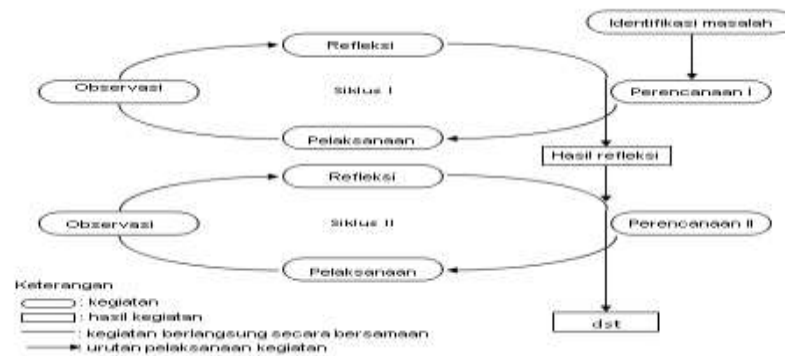 Identifikasi masalah
Refleksi
Observasi
Siklus I
Perencanaan I
Pelaksanaan
Hasil refleksi
Refleksi
Observasi
Siklus II
Perencanaan II
Pelaksanaan
Keterangan
: kegiatan
: hasil kegiatan
: kegiatan berlangsung secara bersamaan
: urutan pelaksanaan kegiatan
dst